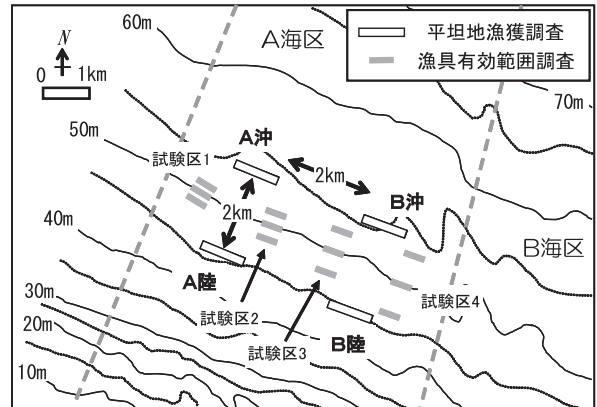 60m
A海区
平坦地漁獲調査
漁具有効範囲調査
N
0 1km
70m
50m
試験区1
A沖
2km
B沖
2km
40m
B海区
A陸
30m
試験区2
試験区4
20m
試験区3
B陸
10m